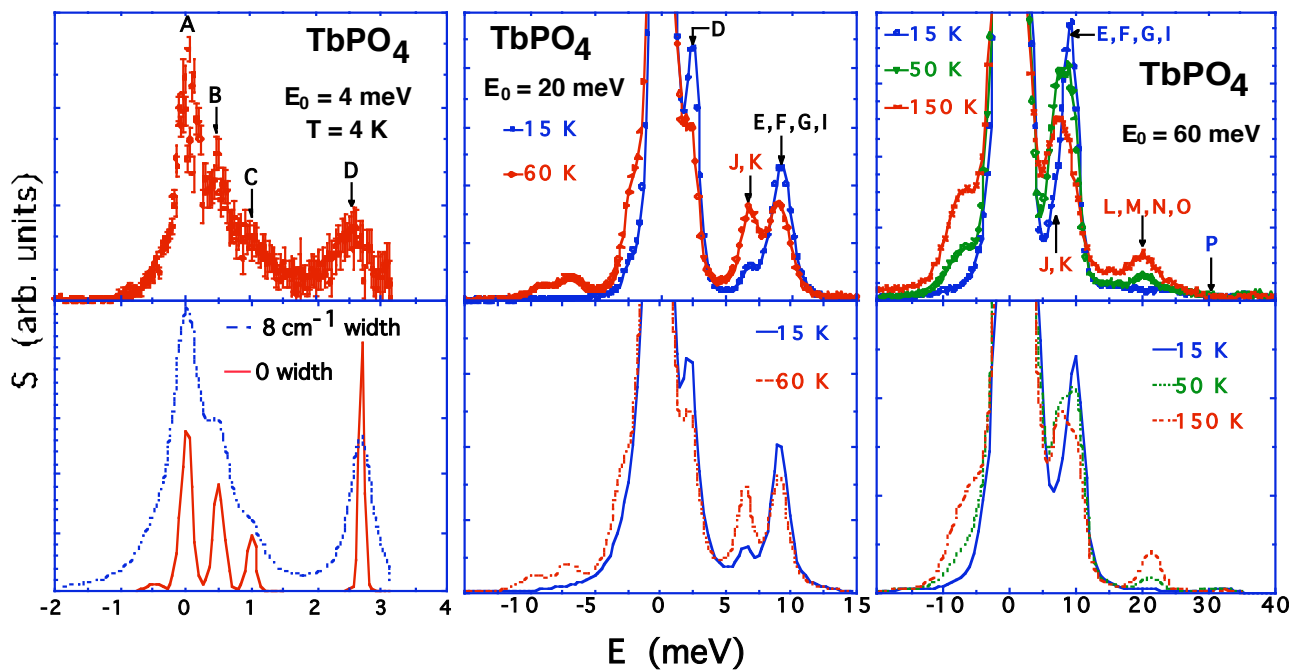 A
TbPO4
E0 = 4 meV
T = 4 K
B
C
D
TbPO4
E0 = 20 meV
15 K
60 K
D
E,F,G,I
J,K
15 K
50 K
150 K
E,F,G,I
TbPO4
E0 = 60 meV
L,M,N,O
J,K
P
S (arb. units)
8 cm-1 width
0 width
15 K
60 K
15 K
50 K
150 K
-2 -1 0 1 2 3 4
-10 -5 0 5 10 15
-10 0 10 20 30 40
E (meV)